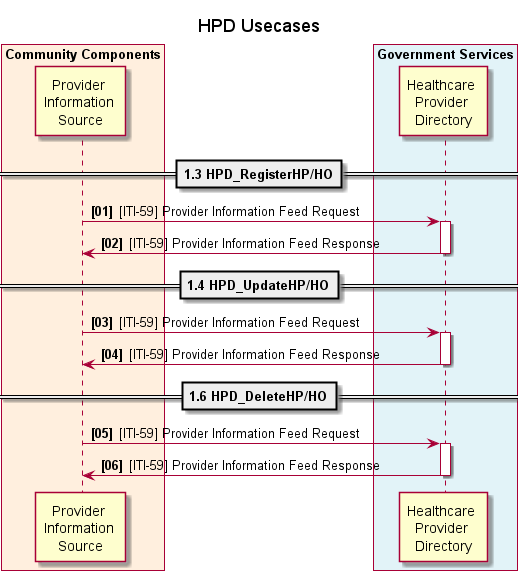 HPD Usecases
Community Components
Government Services
Provider
Information
Source
Healthcare
Provider
Directory
1.3 HPD_RegisterHP/HO
[01] [ITI-59] Provider Information Feed Request
[02] [ITI-59] Provider Information Feed Response
1.4 HPD_UpdateHP/HO
[03] [ITI-59] Provider Information Feed Request
[04] [ITI-59] Provider Information Feed Response
1.6 HPD_DeleteHP/HO
[05] [ITI-59] Provider Information Feed Request
[06] [ITI-59] Provider Information Feed Response
Provider
Information
Source
Healthcare
Provider
Directory